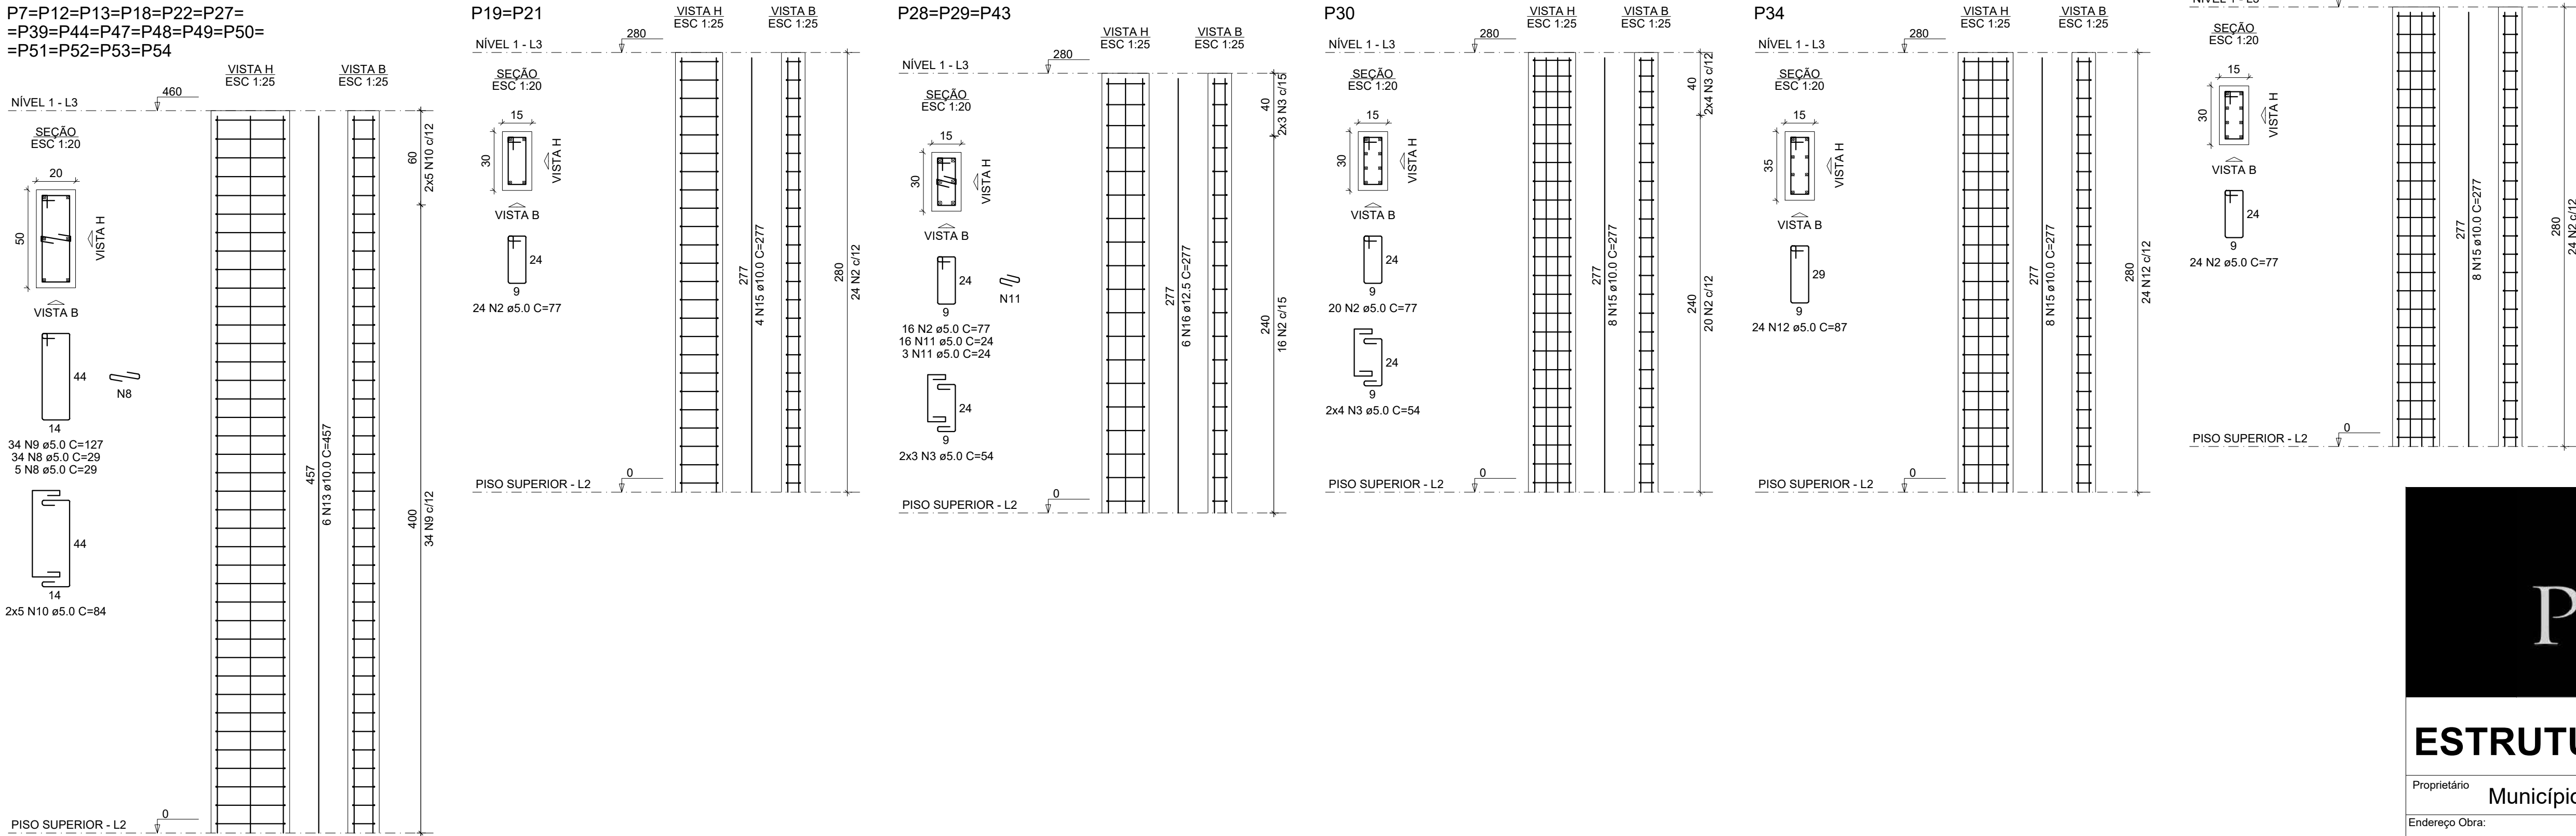 P7=P12=P13=P18=P22=P27=
=P39=P44=P47=P48=P49=P50=
=P51=P52=P53=P54
VISTA H
ESC 1:25
VISTA B
ESC 1:25
NÍVEL 1 - L3
460
SEÇÃO
ESC 1:20
20
50
VISTA H
VISTA B
44
N8
14
34 N9 ø5.0 C=127
34 N8 ø5.0 C=29
5 N8 ø5.0 C=29
44
14
2x5 N10 ø5.0 C=84
457
6 N13 ø10.0 C=457
60
2x5 N10 c/12
400
34 N9 c/12
PISO SUPERIOR - L2
0
P19=P21
VISTA H
ESC 1:25
VISTA B
ESC 1:25
NÍVEL 1 - L3
280
SEÇÃO
ESC 1:20
15
30
VISTA H
VISTA B
24
9
24 N2 ø5.0 C=77
277
4 N15 ø10.0 C=277
280
24 N2 c/12
PISO SUPERIOR - L2
0
P28=P29=P43
VISTA H
ESC 1:25
VISTA B
ESC 1:25
NÍVEL 1 - L3
280
SEÇÃO
ESC 1:20
15
30
VISTA H
VISTA B
24
N11
9
16 N2 ø5.0 C=77
16 N11 ø5.0 C=24
3 N11 ø5.0 C=24
24
9
2x3 N3 ø5.0 C=54
277
6 N16 ø12.5 C=277
40
2x3 N3 c/15
240
16 N2 c/15
PISO SUPERIOR - L2
0
P30
VISTA H
ESC 1:25
VISTA B
ESC 1:25
NÍVEL 1 - L3
280
SEÇÃO
ESC 1:20
15
30
VISTA H
VISTA B
24
9
20 N2 ø5.0 C=77
24
9
2x4 N3 ø5.0 C=54
277
8 N15 ø10.0 C=277
40
2x4 N3 c/12
240
20 N2 c/12
PISO SUPERIOR - L2
0
P34
VISTA H
ESC 1:25
VISTA B
ESC 1:25
NÍVEL 1 - L3
280
SEÇÃO
ESC 1:20
15
35
VISTA H
VISTA B
29
9
24 N12 ø5.0 C=87
277
8 N15 ø10.0 C=277
280
24 N12 c/12
PISO SUPERIOR - L2
0
NÍVEL 1 - L3
SEÇÃO
ESC 1:20
15
30
VISTA H
VISTA B
24
9
24 N2 ø5.0 C=77
277
8 N15 ø10.0 C=277
280
24 N2 c/12
PISO SUPERIOR - L2
0
P
ESTRUTU
Proprietário
Município
Endereço Obra: